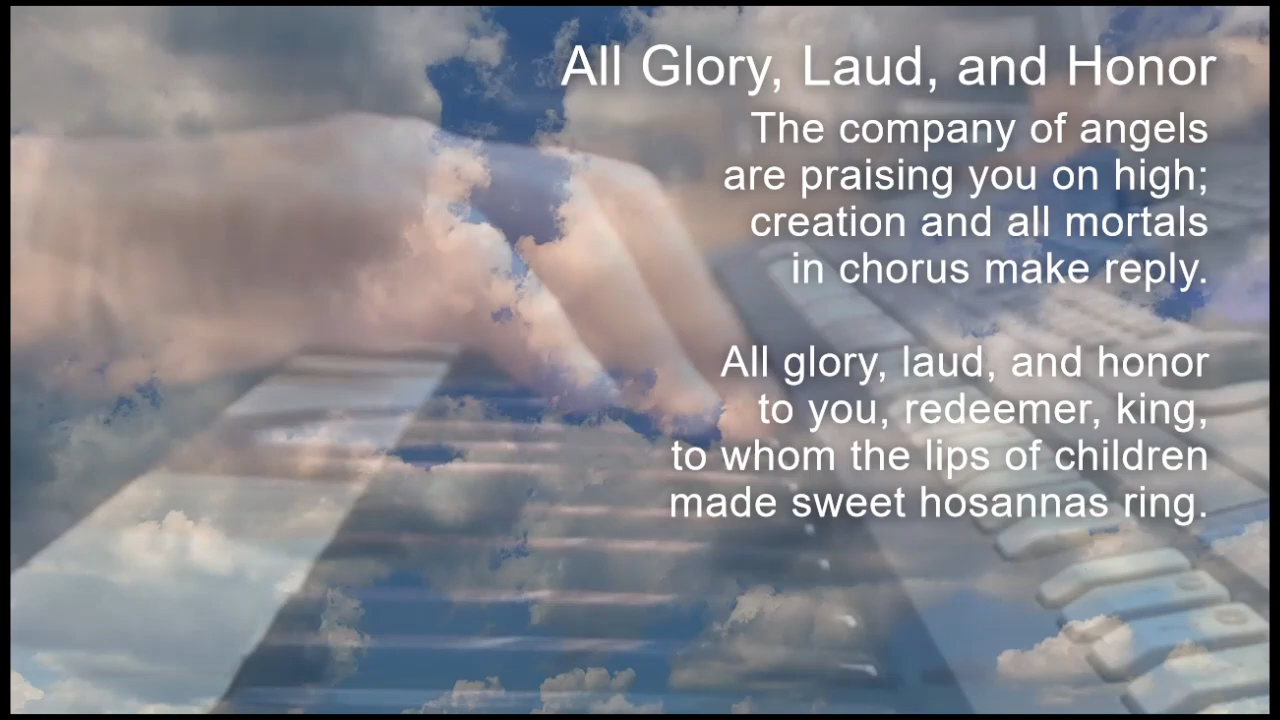 All Glory, Laud, and Honor
The company of angels
are praising you on high;
creation and all mortals
in chorus make reply.
All glory, laud, and honor
to you, redeemer, king,
to whom the lips of children
made sweet hosannas ring.